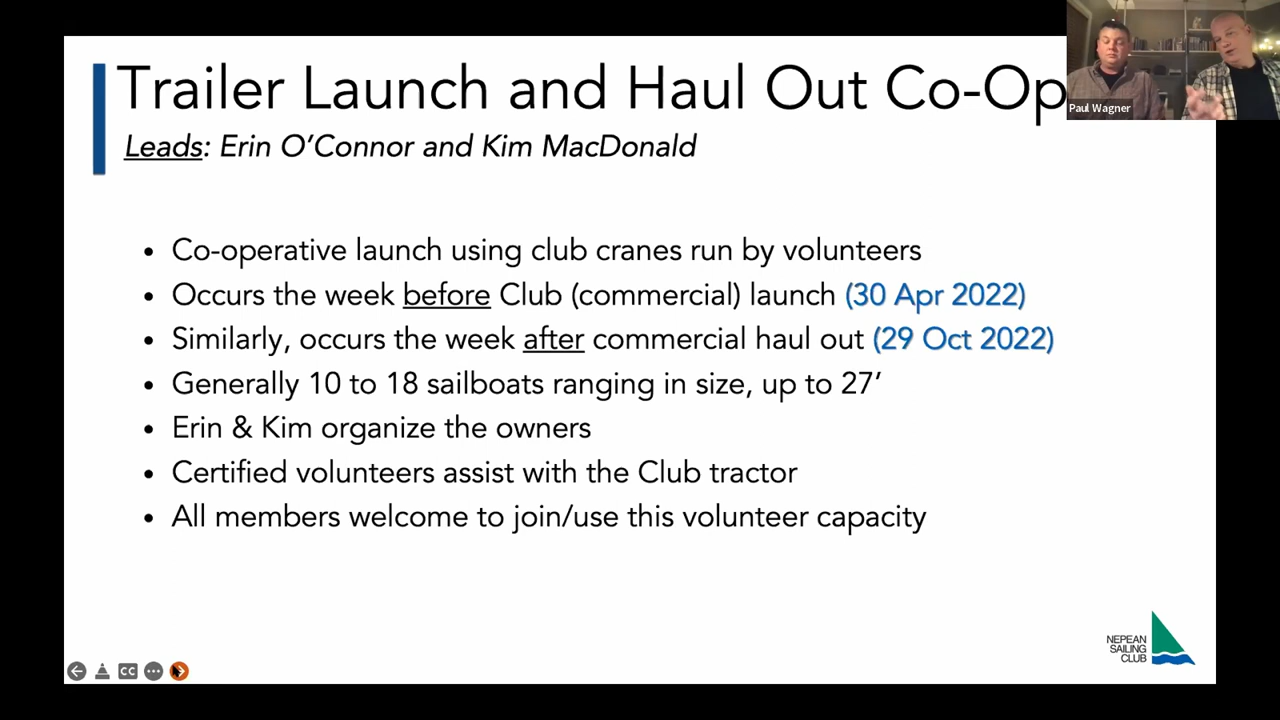 Trailer Launch and Haul Out Co-Op
Paul Wagner
Leads: Erin O’Connor and Kim MacDonald
• Co-operative launch using club cranes run by volunteers
• Occurs the week before Club (commercial) launch (30 Apr 2022)
• Similarly, occurs the week after commercial haul out (29 Oct 2022)
• Generally 10 to 18 sailboats ranging in size, up to 27’
• Erin & Kim organize the owners
• Certified volunteers assist with the Club tractor
• All members welcome to join/use this volunteer capacity
NEPEAN
SAILING
CLUB
CC